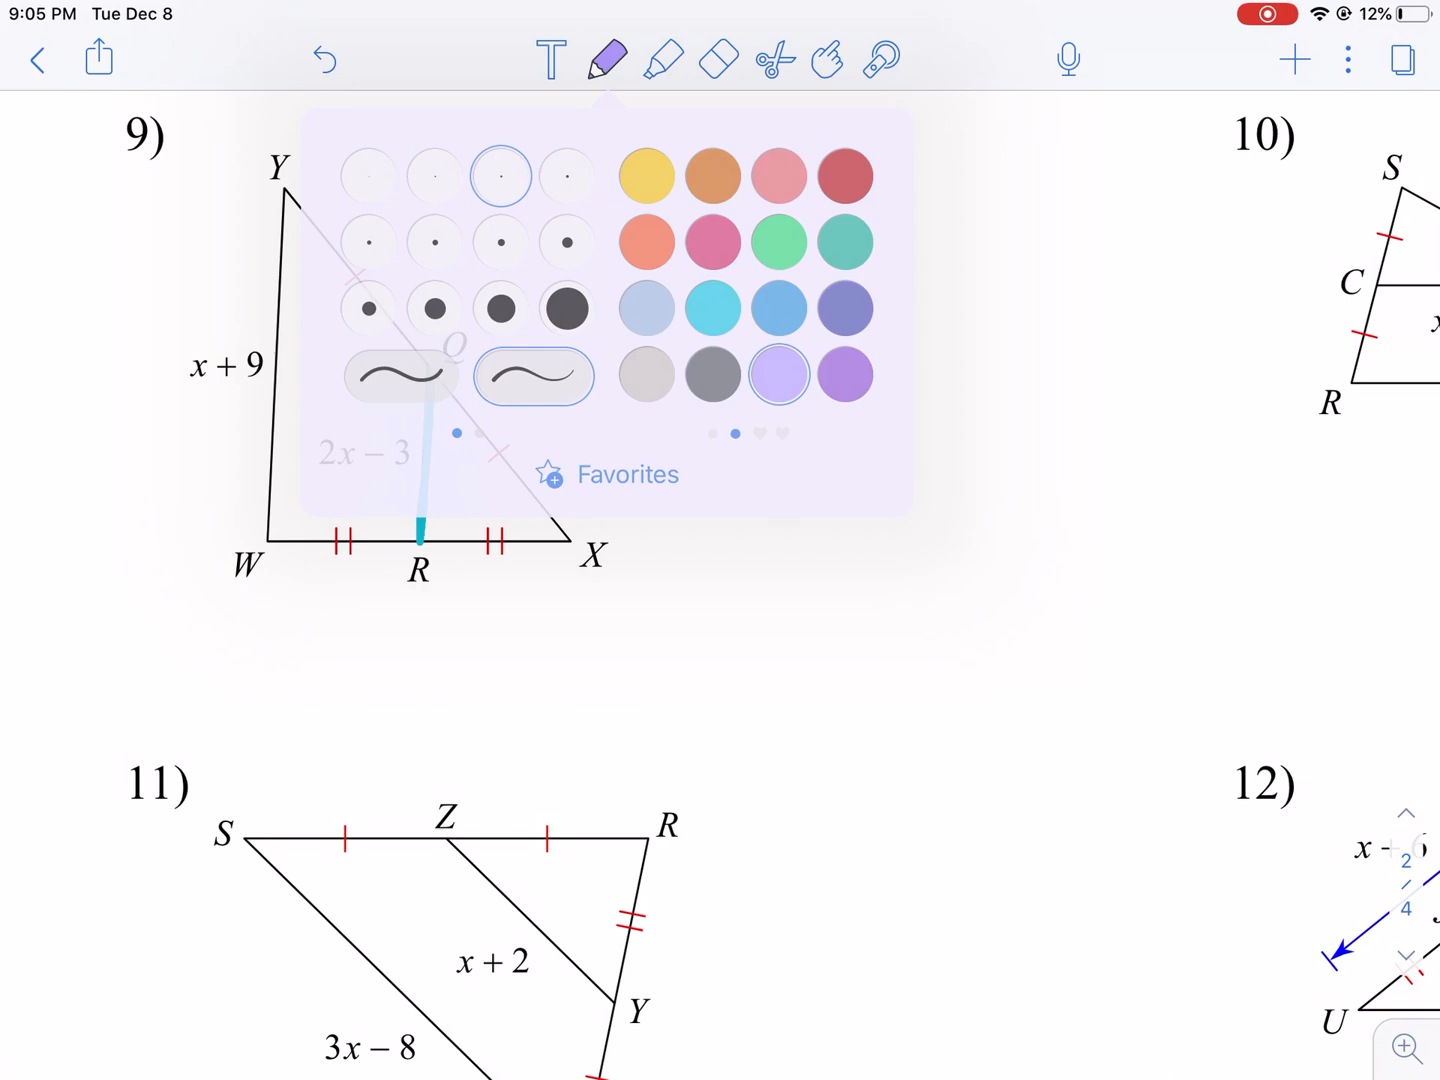 9:05 PM Tue Dec 8
12%
T
9)
10)
Y
S
Q
C
x + 9
2x − 3
Favorites
R
W
R
X
11)
12)
S
Z
R
x + 6
2
4
x + 2
Y
U
3x − 8